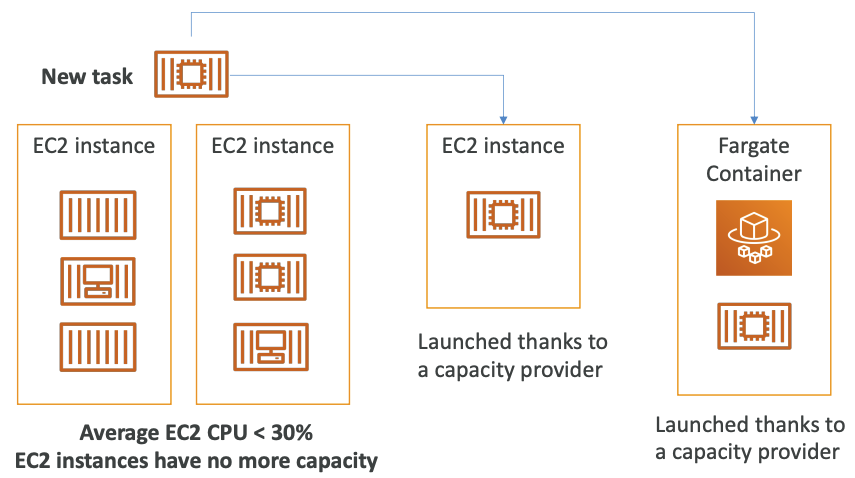 New task
EC2 instance
EC2 instance
EC2 instance
Fargate
Container
Launched thanks to
a capacity provider
Launched thanks to
a capacity provider
Average EC2 CPU < 30%
EC2 instances have no more capacity